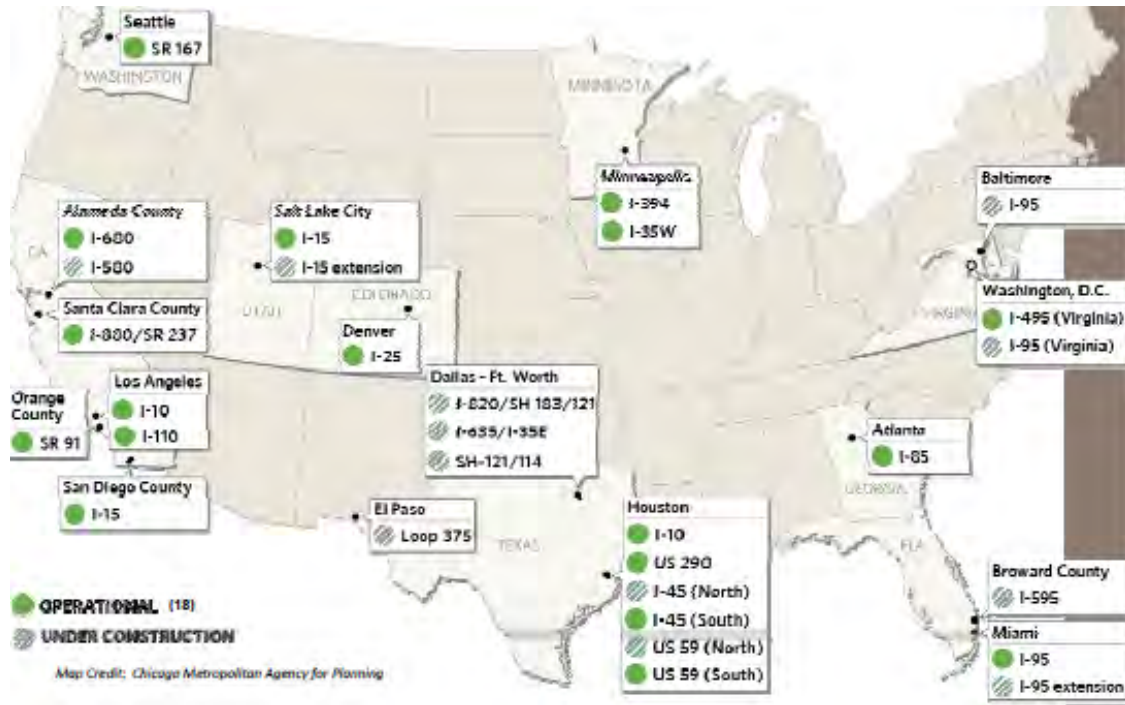 Seattle
SR 167
WASHINGTON
MINNESOTA
Minneapolis
I-394
I-35W
Baltimore
I-95
Washington, D.C.
I-495 (Virginia)
I-95 (Virginia)
VIRGINI
Alameda County
I-680
I-580
CA
Santa Clara County
I-880/SR 237
Salt Lake City
I-15
I-15 extension
UTAH
COLORADO
Denver
I-25
Los Angeles
I-10
I-110
Orange
County
SR 91
San Diego County
I-15
Dallas - Ft. Worth
I-820/SH 183/121
I-635/I-35E
SH-121/114
El Paso
Loop 375
TEXAS
Houston
I-10
US 290
I-45 (North)
I-45 (South)
US 59 (North)
US 59 (South)
Atlanta
I-85
GEORGIA
FLA
Broward County
I-595
Miami
I-95
I-95 extension
OPERATIONAL (18)
UNDER CONSTRUCTION
Map Credit: Chicago Metropolitan Agency for Planning